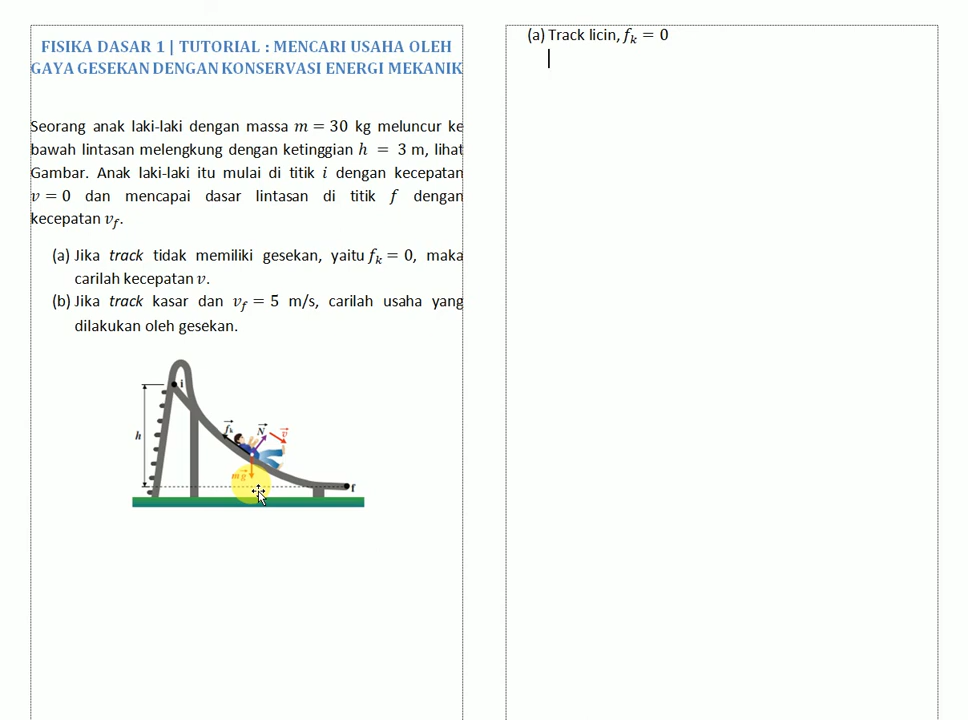 FISIKA DASAR 1 | TUTORIAL : MENCARI USAHA OLEH
GAYA GESEKAN DENGAN KONSERVASI ENERGI MEKANIK
Seorang anak laki-laki dengan massa m = 30 kg meluncur ke
bawah lintasan melengkung dengan ketinggian h = 3 m, lihat
Gambar. Anak laki-laki itu mulai di titik i dengan kecepatan
v = 0 dan mencapai dasar lintasan di titik f dengan
kecepatan v_f.
(a) Jika track tidak memiliki gesekan, yaitu f_k = 0, maka
carilah kecepatan v.
(b) Jika track kasar dan v_f = 5 m/s, carilah usaha yang
dilakukan oleh gesekan.
i
h
f_k
N
v
mg
f
(a) Track licin, f_k = 0